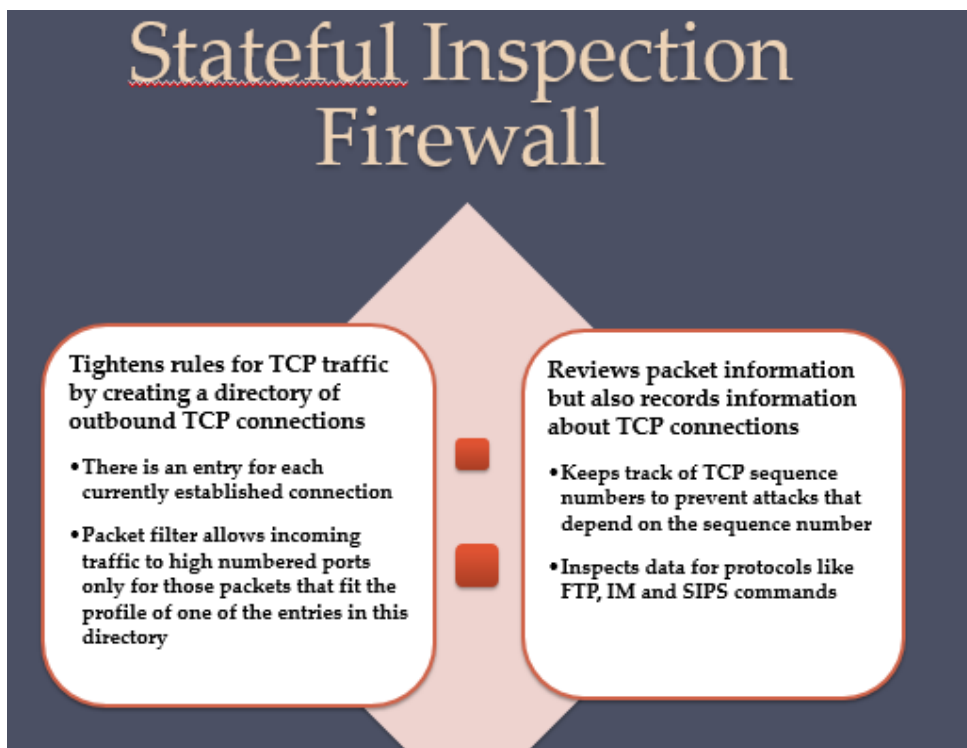 Stateful Inspection
Firewall
Tightens rules for TCP traffic
by creating a directory of
outbound TCP connections
•There is an entry for each
currently established connection
•Packet filter allows incoming
traffic to high numbered ports
only for those packets that fit the
profile of one of the entries in this
directory
Reviews packet information
but also records information
about TCP connections
•Keeps track of TCP sequence
numbers to prevent attacks that
depend on the sequence number
•Inspects data for protocols like
FTP, IM and SIPS commands